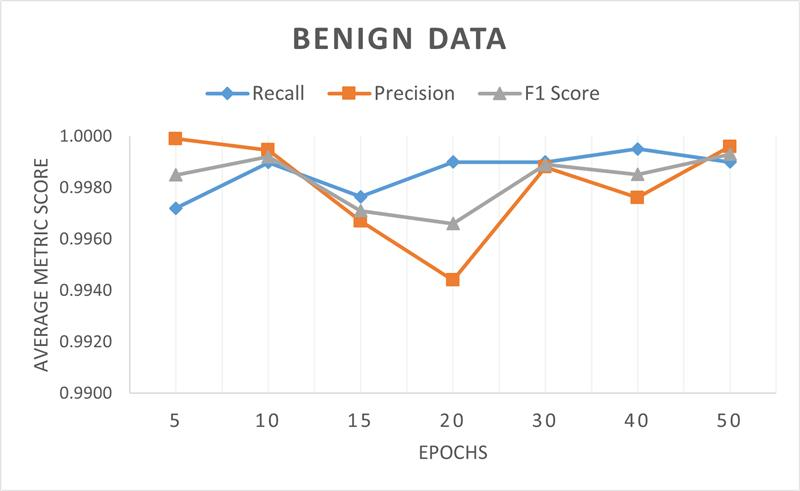 BENIGN DATA
Recall Precision F1 Score
1.0000
0.9980
0.9960
0.9940
0.9920
0.9900
AVERAGE METRIC SCORE
5 10 15 20 30 40 50
EPOCHS